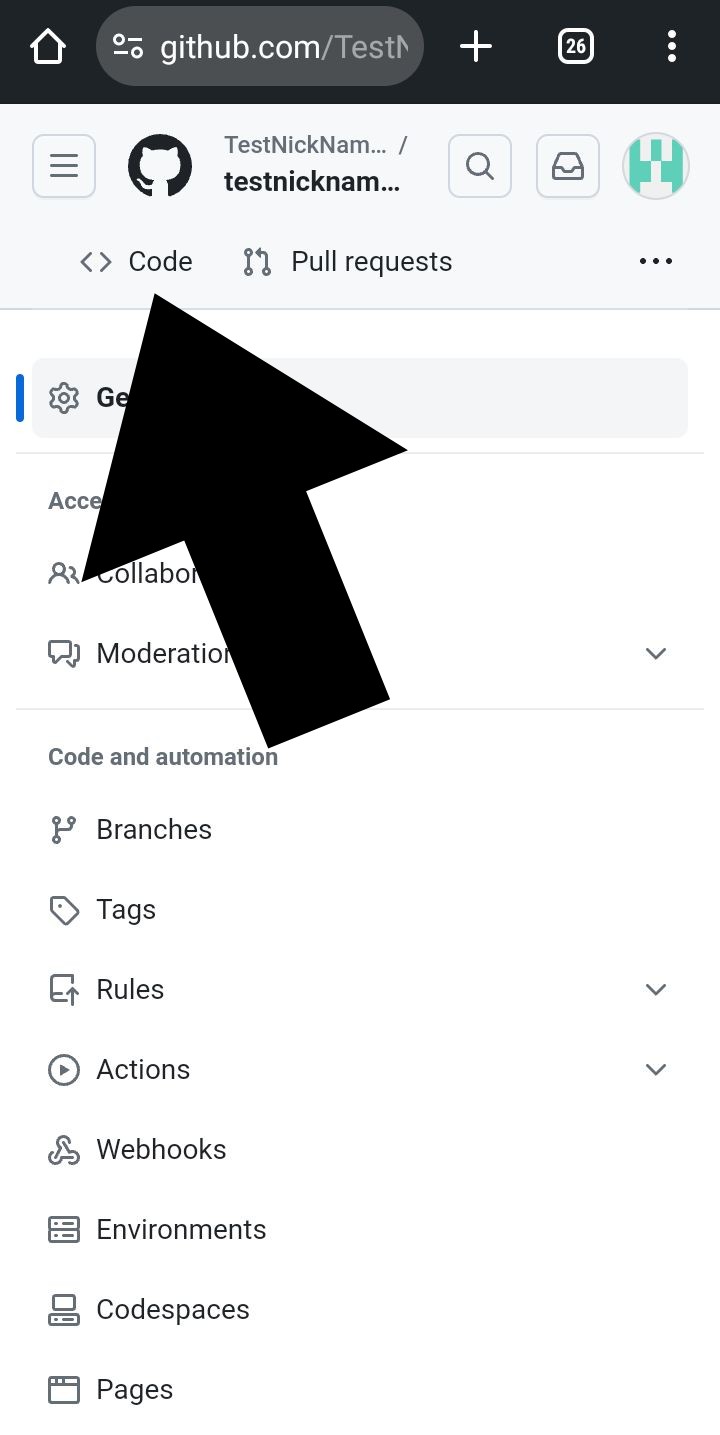 github.com/TestN
26
TestNickNam… /
testnicknam…
Code
Pull requests
Ge
Acce
Collabor
Moderation
Code and automation
Branches
Tags
Rules
Actions
Webhooks
Environments
Codespaces
Pages